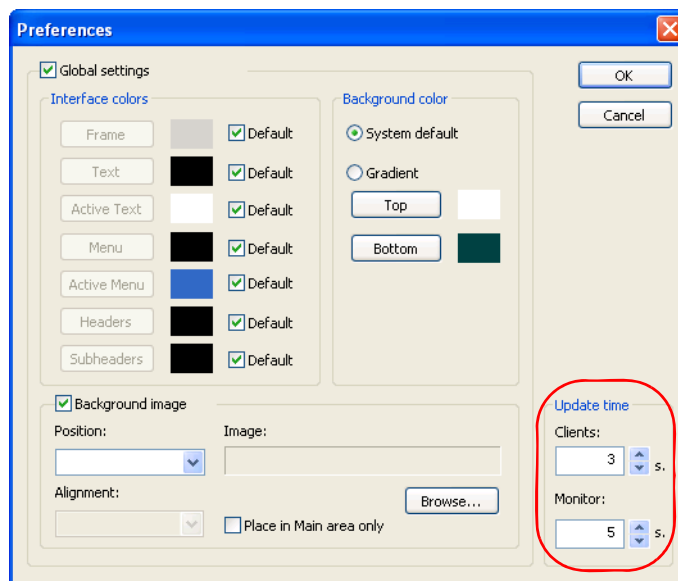 Preferences
Global settings
OK
Cancel
Interface colors
Frame Default
Text Default
Active Text Default
Menu Default
Active Menu Default
Headers Default
Subheaders Default
Background color
System default
Gradient
Top
Bottom
Background image
Position:
Image:
Alignment:
Browse...
Place in Main area only
Update time
Clients:
3 s.
Monitor:
5 s.